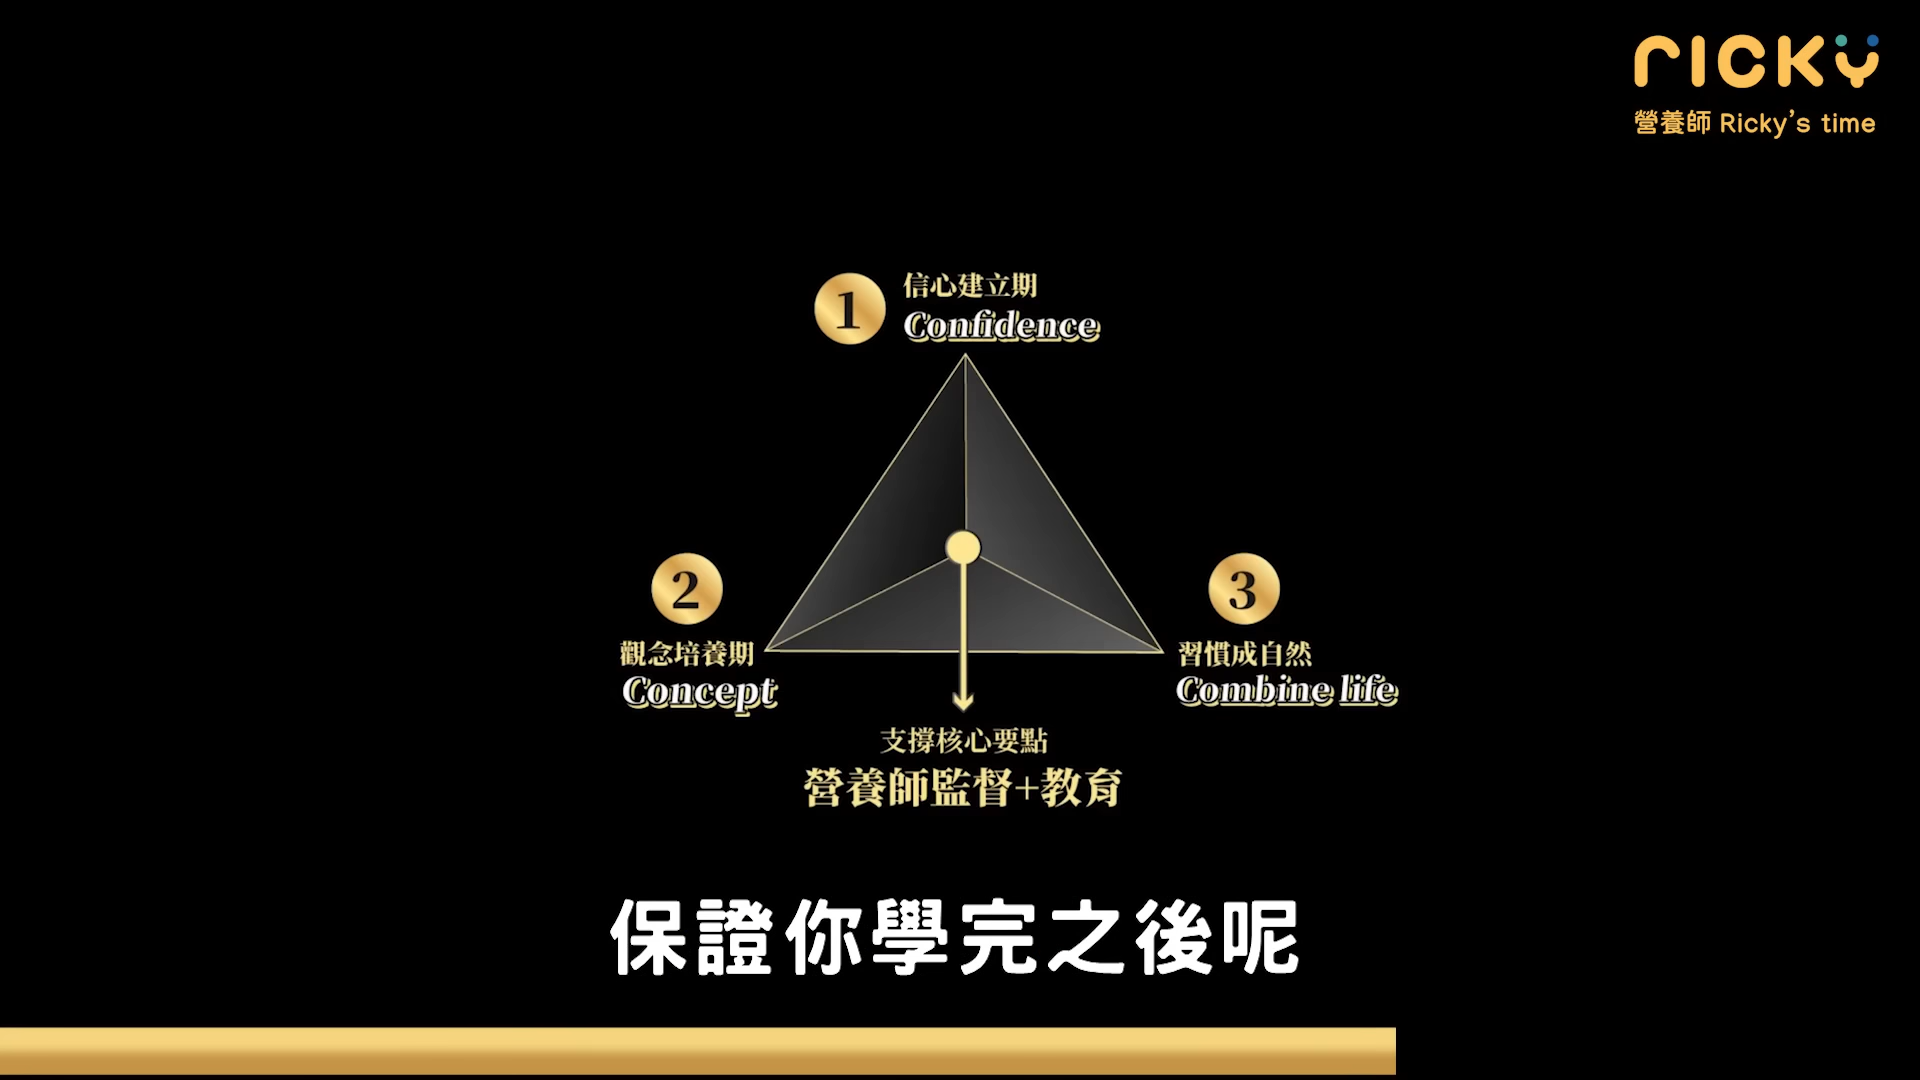 RICKY
營養師 Ricky's time
1
信心建立期
Confidence
2
觀念培養期
Concept
3
習慣成自然
Combine life
支撐核心要點
營養師監督+教育
保證你學完之後呢